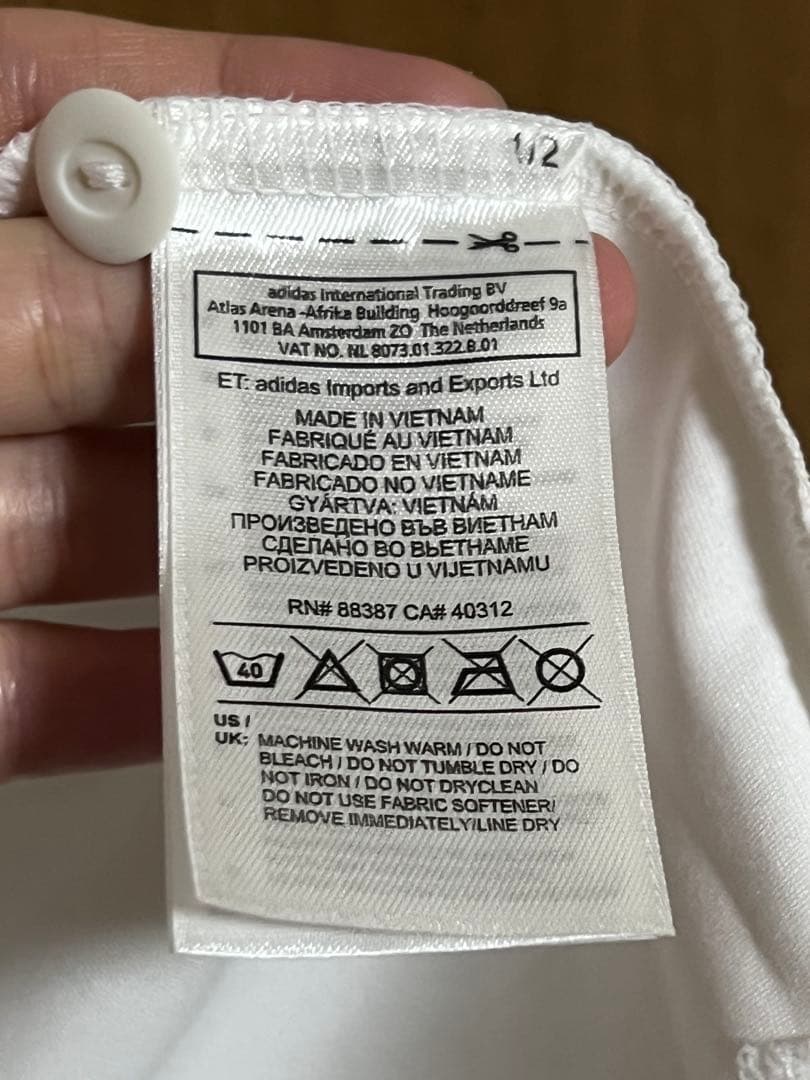 1/2
adidas International Trading BV
Atlas Arena -Afrika Building Hoogoorddreef 9a
1101 BA Amsterdam ZO The Netherlands
VAT NO. NL 8073.01.322.B.01
ET: adidas Imports and Exports Ltd
MADE IN VIETNAM
FABRIQUÉ AU VIETNAM
FABRICADO EN VIETNAM
FABRICADO NO VIETNAME
GYÁRTVA: VIETNÁM
ПРОИЗВЕДЕНО ВЪВ ВИЕТНАМ
СДЕЛАНО ВО ВЬЕТНАМЕ
PROIZVEDENO U VIJETNAMU
RN# 88387 CA# 40312
40
US /
UK: MACHINE WASH WARM / DO NOT
BLEACH / DO NOT TUMBLE DRY / DO
NOT IRON / DO NOT DRYCLEAN
DO NOT USE FABRIC SOFTENER/
REMOVE IMMEDIATELY/LINE DRY